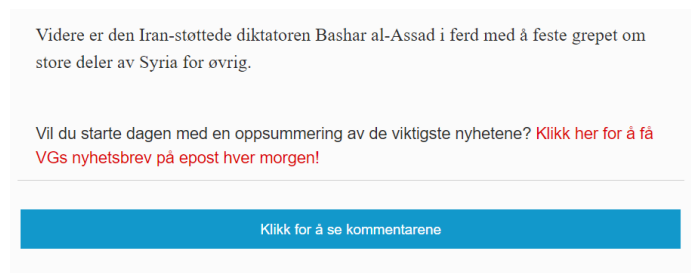 Videre er den Iran-støttede diktatoren Bashar al-Assad i ferd med å feste grepet om
store deler av Syria for øvrig.
Vil du starte dagen med en oppsummering av de viktigste nyhetene? Klikk her for å få
VGs nyhetsbrev på epost hver morgen!
Klikk for å se kommentarene